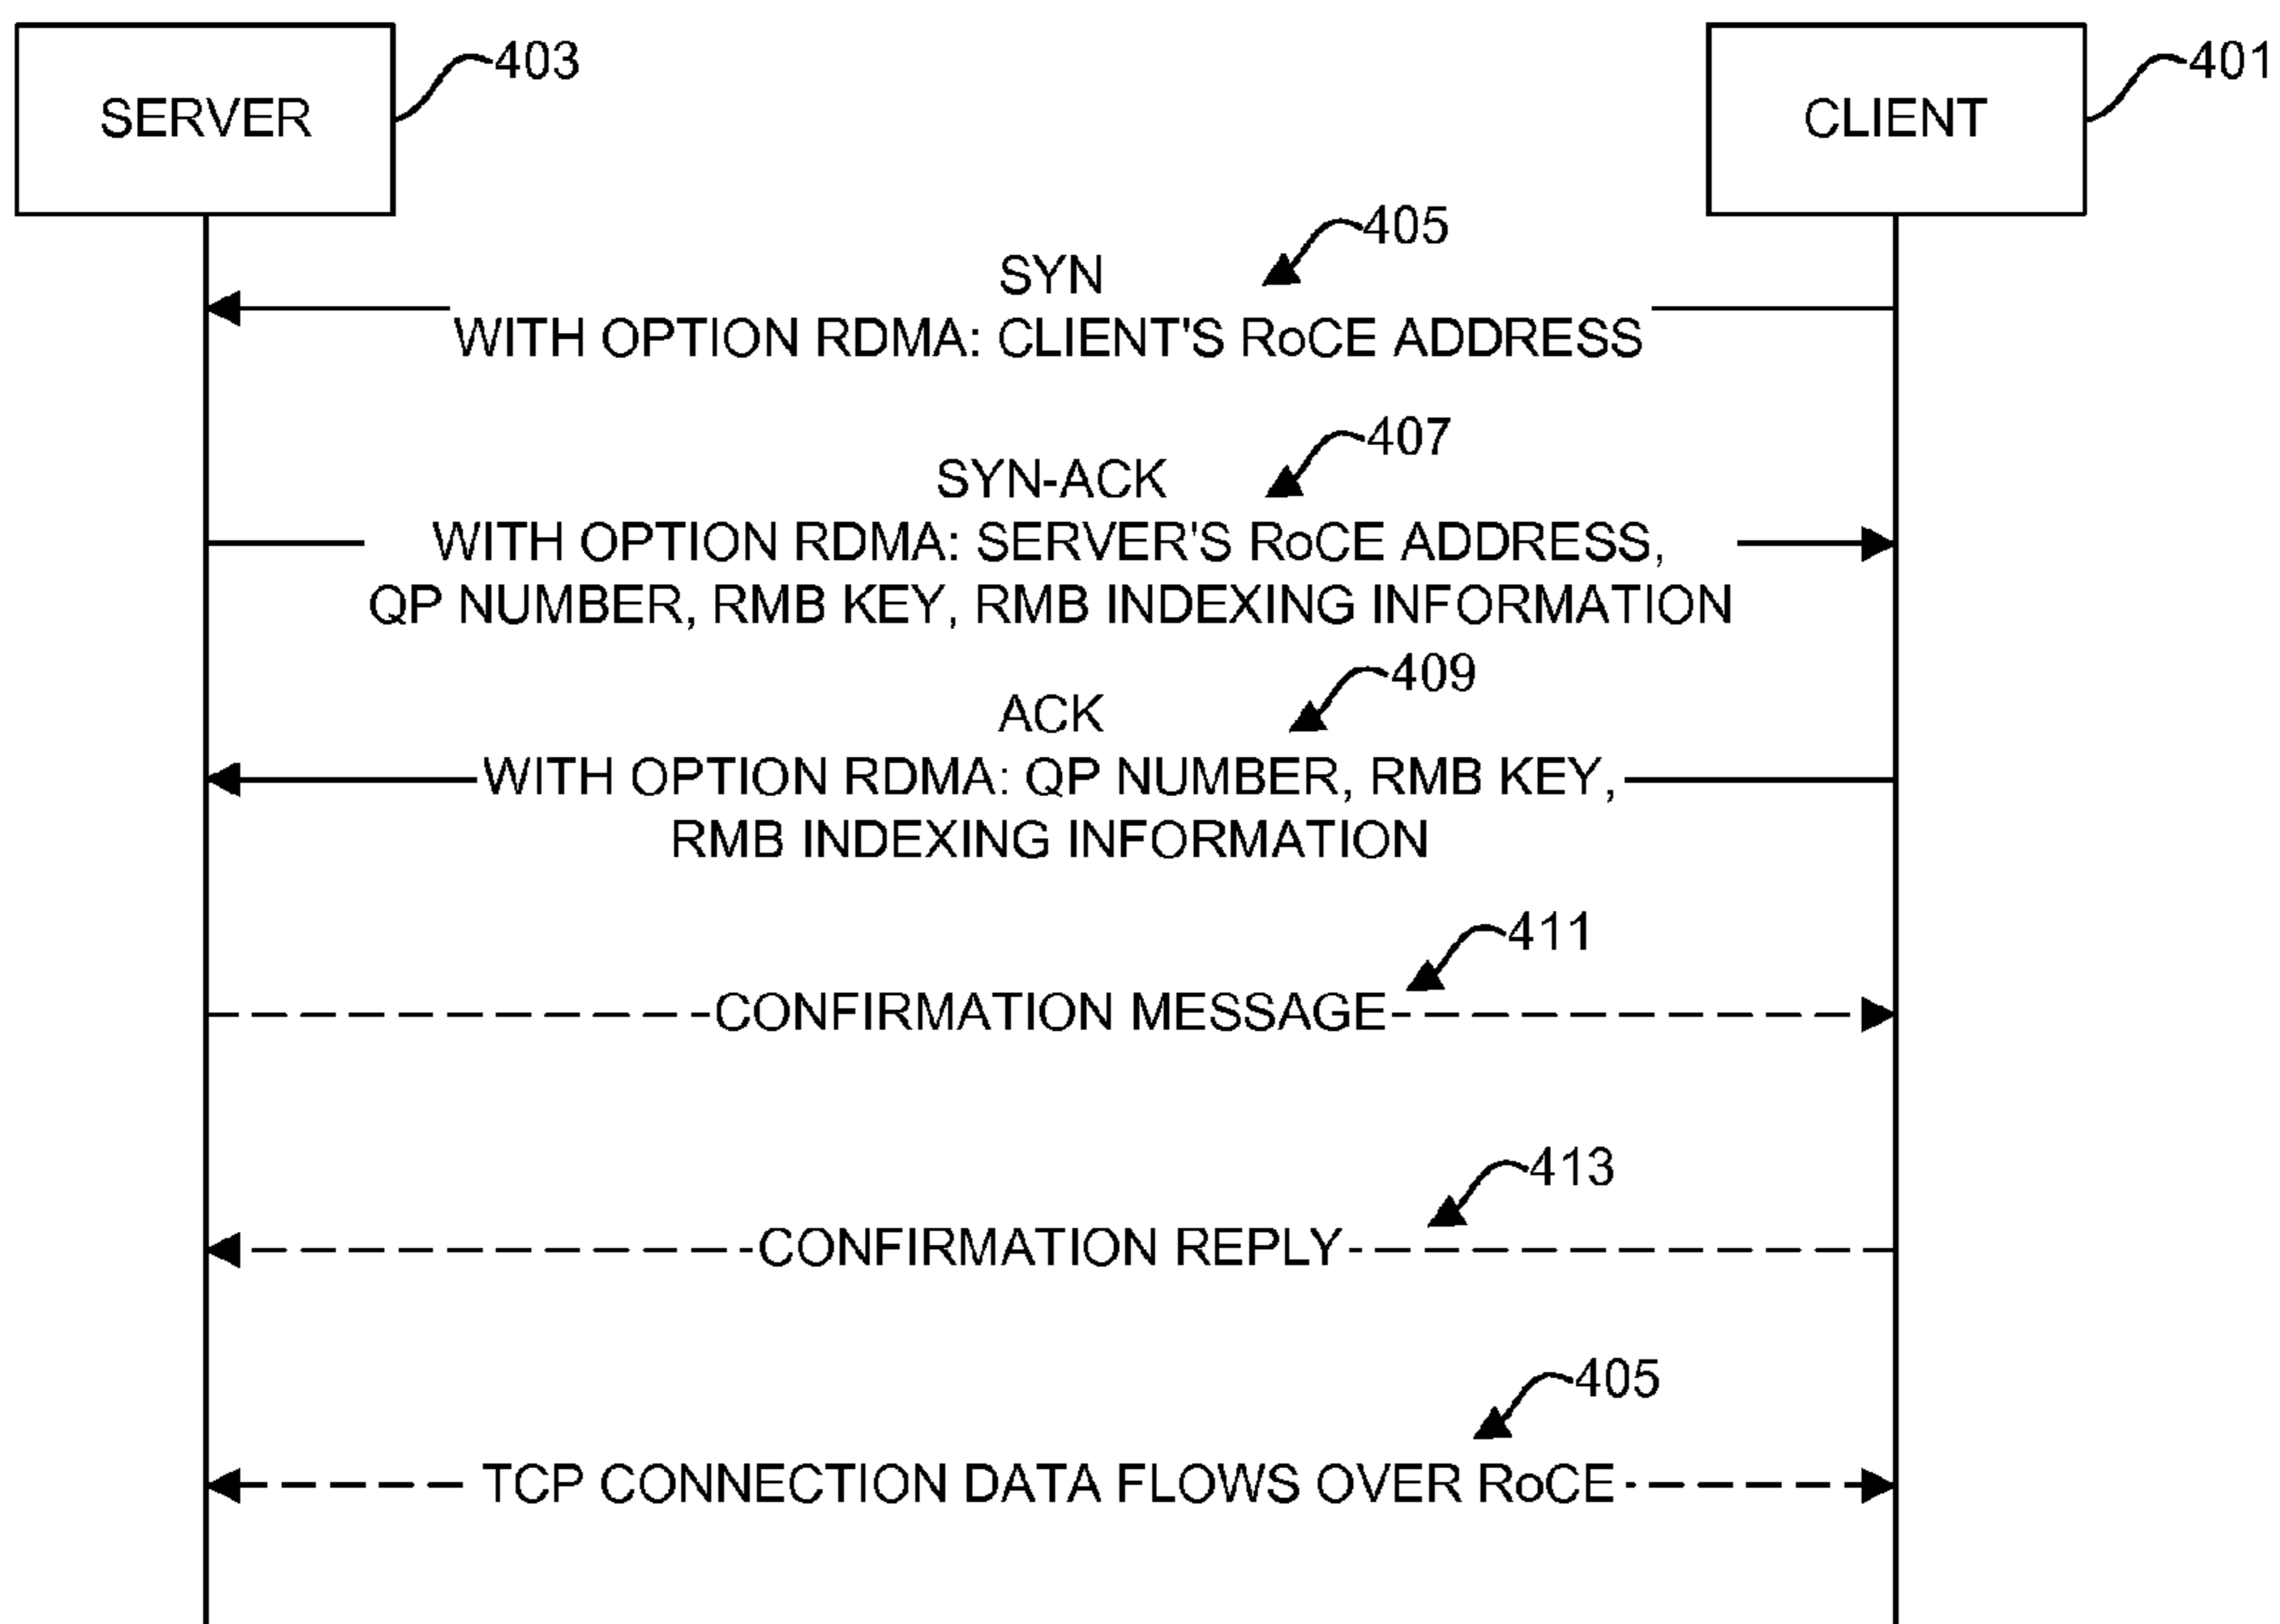 403
401
SERVER
CLIENT
405
SYN
WITH OPTION RDMA: CLIENT'S RoCE ADDRESS
407
SYN-ACK
WITH OPTION RDMA: SERVER'S RoCE ADDRESS,
QP NUMBER, RMB KEY, RMB INDEXING INFORMATION
409
ACK
WITH OPTION RDMA: QP NUMBER, RMB KEY,
RMB INDEXING INFORMATION
411
CONFIRMATION MESSAGE
413
CONFIRMATION REPLY
405
TCP CONNECTION DATA FLOWS OVER RoCE